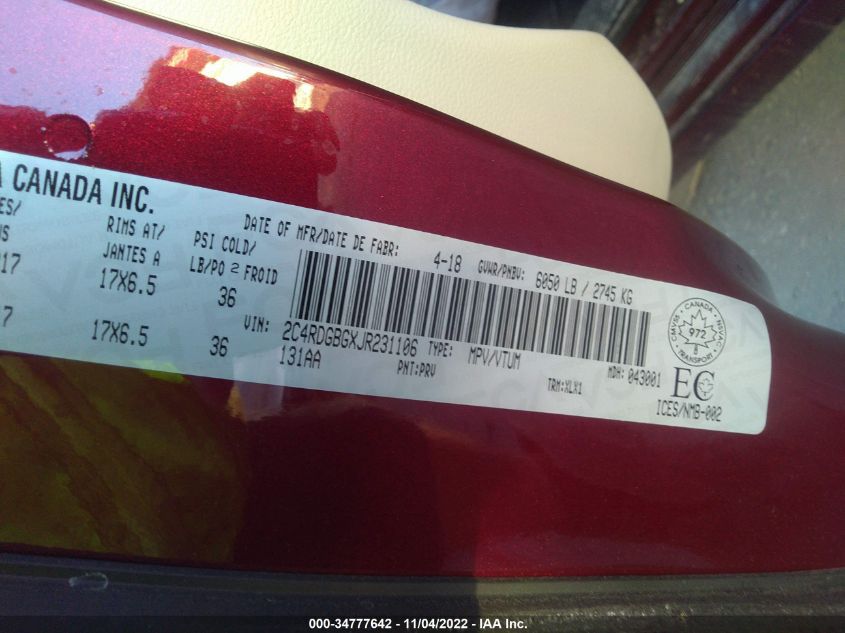 CANADA INC.
DATE OF MFR/DATE DE FABR: 4-18 GVWR/PNBV: 6050 LB / 2745 KG
RIMS AT/ PSI COLD/
JANTES A LB/PO 2 FROID
17X6.5 36
17X6.5 36
VIN: 2C4RDGBGXJR231106 TYPE: MPV/VTUM MDH: 043001
131AA PNT:PRV TRM:XLX1
CMVSS CANADA NSVAC
972
8
TRANSPORT
EC
ICES/NMB-002
000-34777642 - 11/04/2022 - IAA Inc.